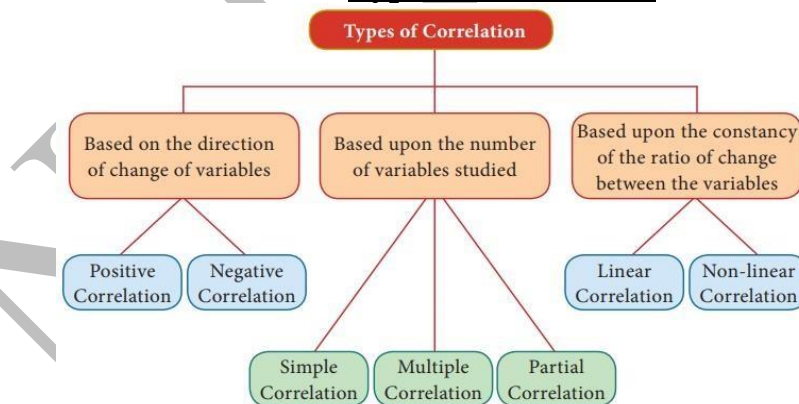 Types of Correlation
Based on the direction
of change of variables
Based upon the number
of variables studied
Based upon the constancy
of the ratio of change
between the variables
Positive
Correlation
Negative
Correlation
Linear
Correlation
Non-linear
Correlation
Simple
Correlation
Multiple
Correlation
Partial
Correlation